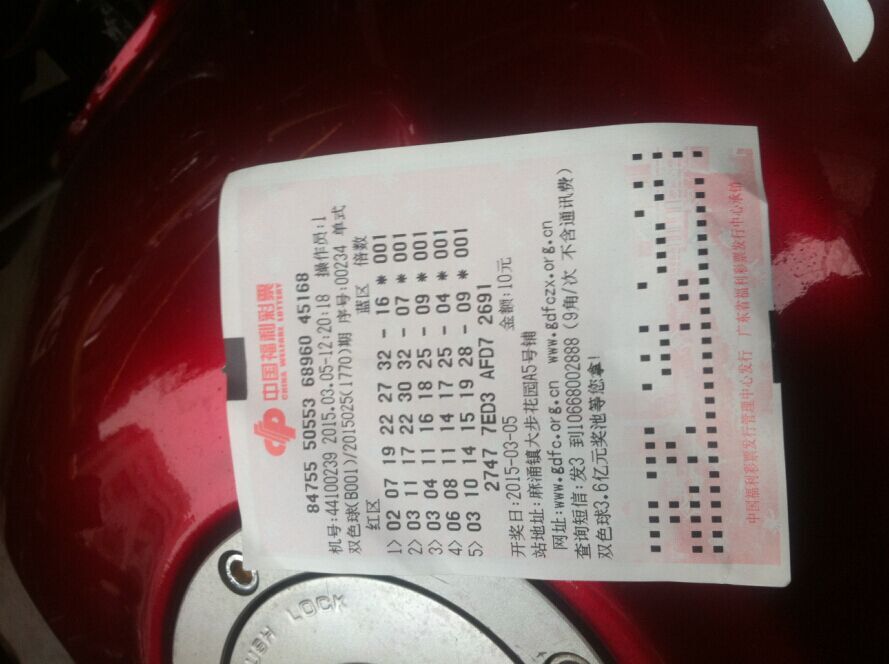 中国福利彩票
CHINA WELFARE LOTTERY
84755 50553 68960 45168
机号:44100239 2015.03.05-12:20:18 操作员:1
双色球(B001)/2015025(1770)期 序号:00234 单式
红区 蓝区 倍数
1> 02 07 19 22 27 32 - 16 * 001
2> 03 11 17 22 30 32 - 07 * 001
3> 03 04 11 16 18 25 - 09 * 001
4> 06 08 11 14 17 25 - 04 * 001
5> 03 10 14 15 19 28 - 09 * 001
2747 7ED3 AFD7 2691
开奖日:2015-03-05 金额:10元
站地址:麻涌镇大步花园A5号铺
网址:www.gdfc.org.cn www.gdfczx.org.cn
查询短信:发3 到10668002888 (9角/次 不含通讯费)
双色球3.6亿元奖池等您拿!
中国福利彩票发行管理中心发行 广东省福利彩票发行中心承销
PUSH LOCK